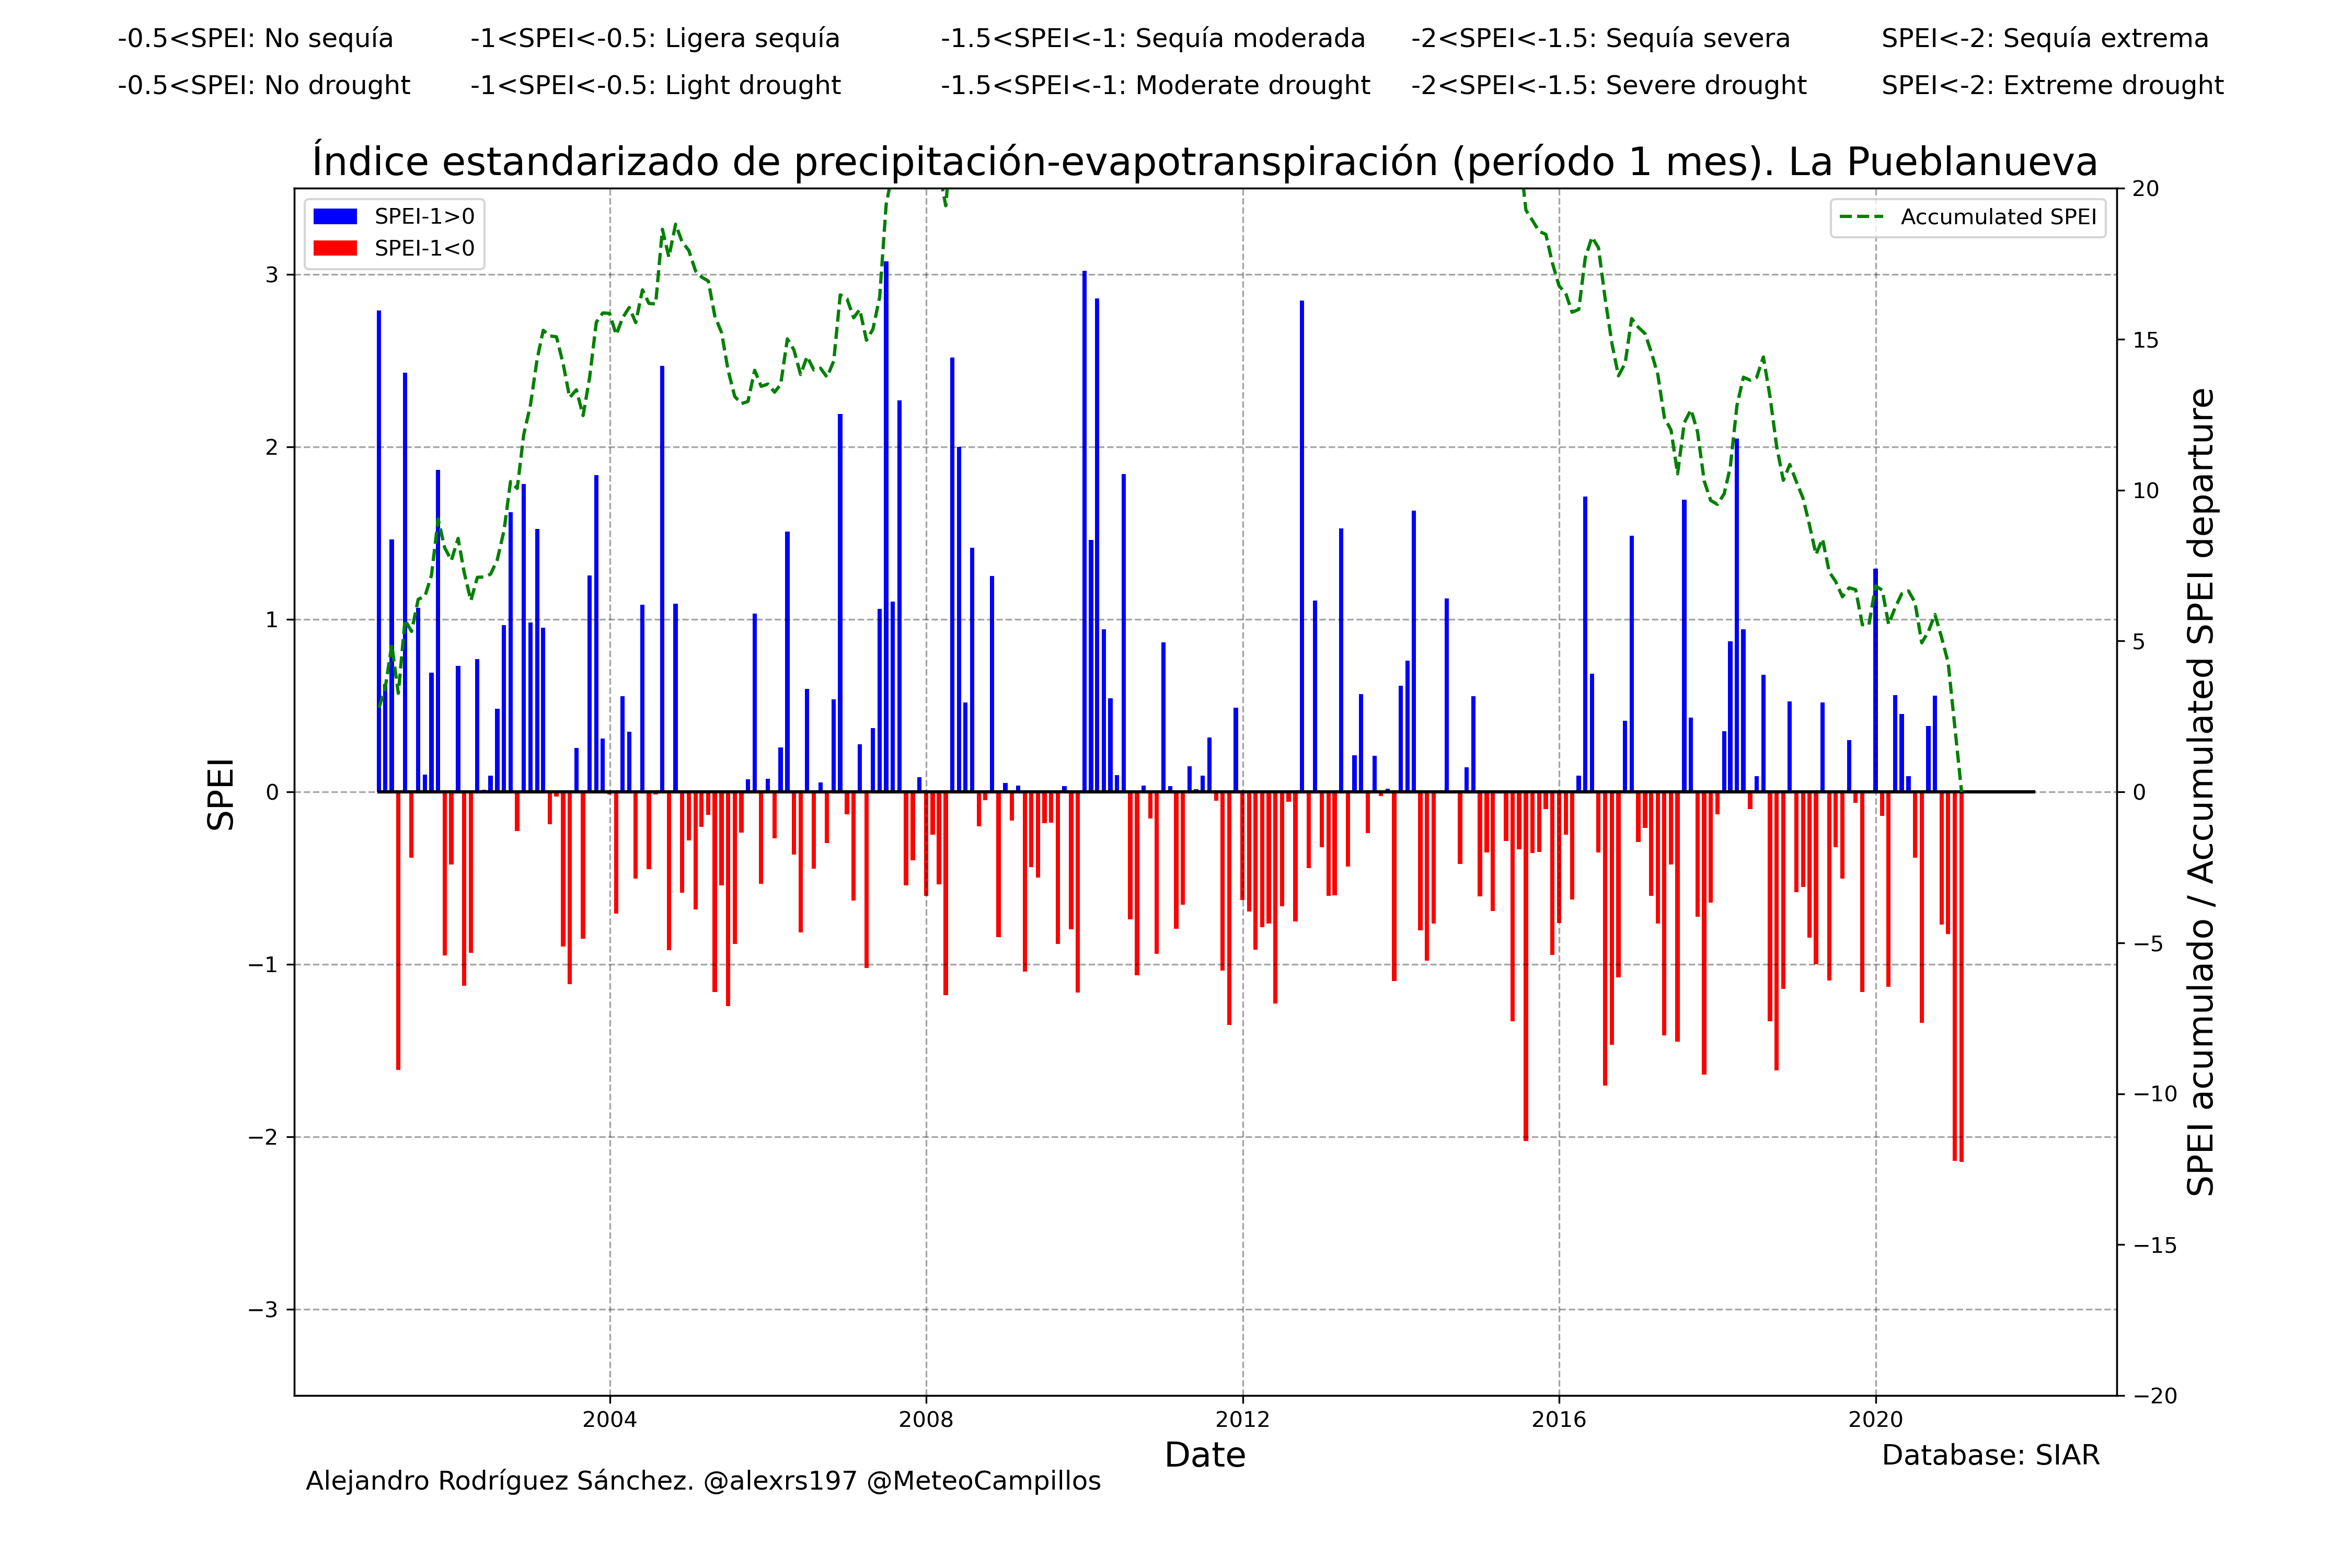 -0.5<SPEI: No sequía -1<SPEI<-0.5: Ligera sequía -1.5<SPEI<-1: Sequía moderada -2<SPEI<-1.5: Sequía severa SPEI<-2: Sequía extrema
-0.5<SPEI: No drought -1<SPEI<-0.5: Light drought -1.5<SPEI<-1: Moderate drought -2<SPEI<-1.5: Severe drought SPEI<-2: Extreme drought
Índice estandarizado de precipitación-evapotranspiración (período 1 mes). La Pueblanueva
SPEI-1>0
SPEI-1<0
Accumulated SPEI
SPEI
3
2
1
0
−1
−2
−3
20
15
10
5
0
−5
−10
−15
−20
SPEI acumulado / Accumulated SPEI departure
2004 2008 2012 2016 2020
Date
Database: SIAR
Alejandro Rodríguez Sánchez. @alexrs197 @MeteoCampillos